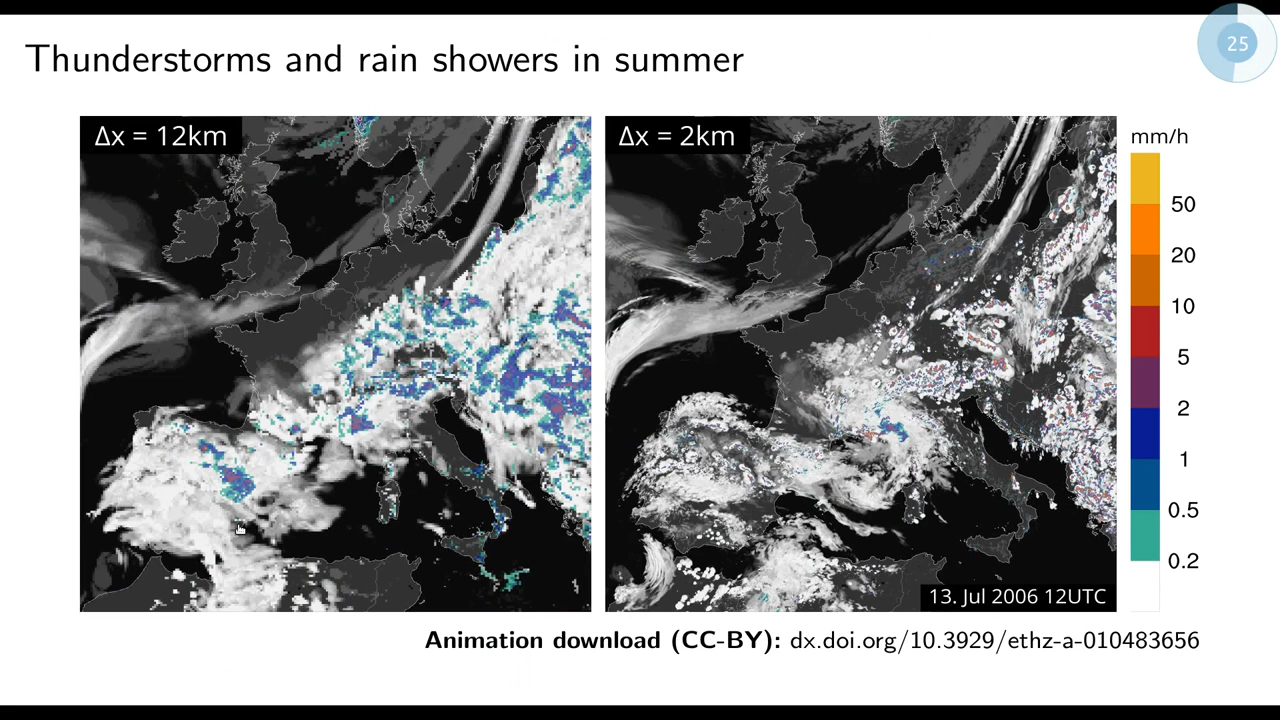 25
Thunderstorms and rain showers in summer
Δx = 12km
Δx = 2km
mm/h
50
20
10
5
2
1
0.5
0.2
13. Jul 2006 12UTC
Animation download (CC-BY): dx.doi.org/10.3929/ethz-a-010483656